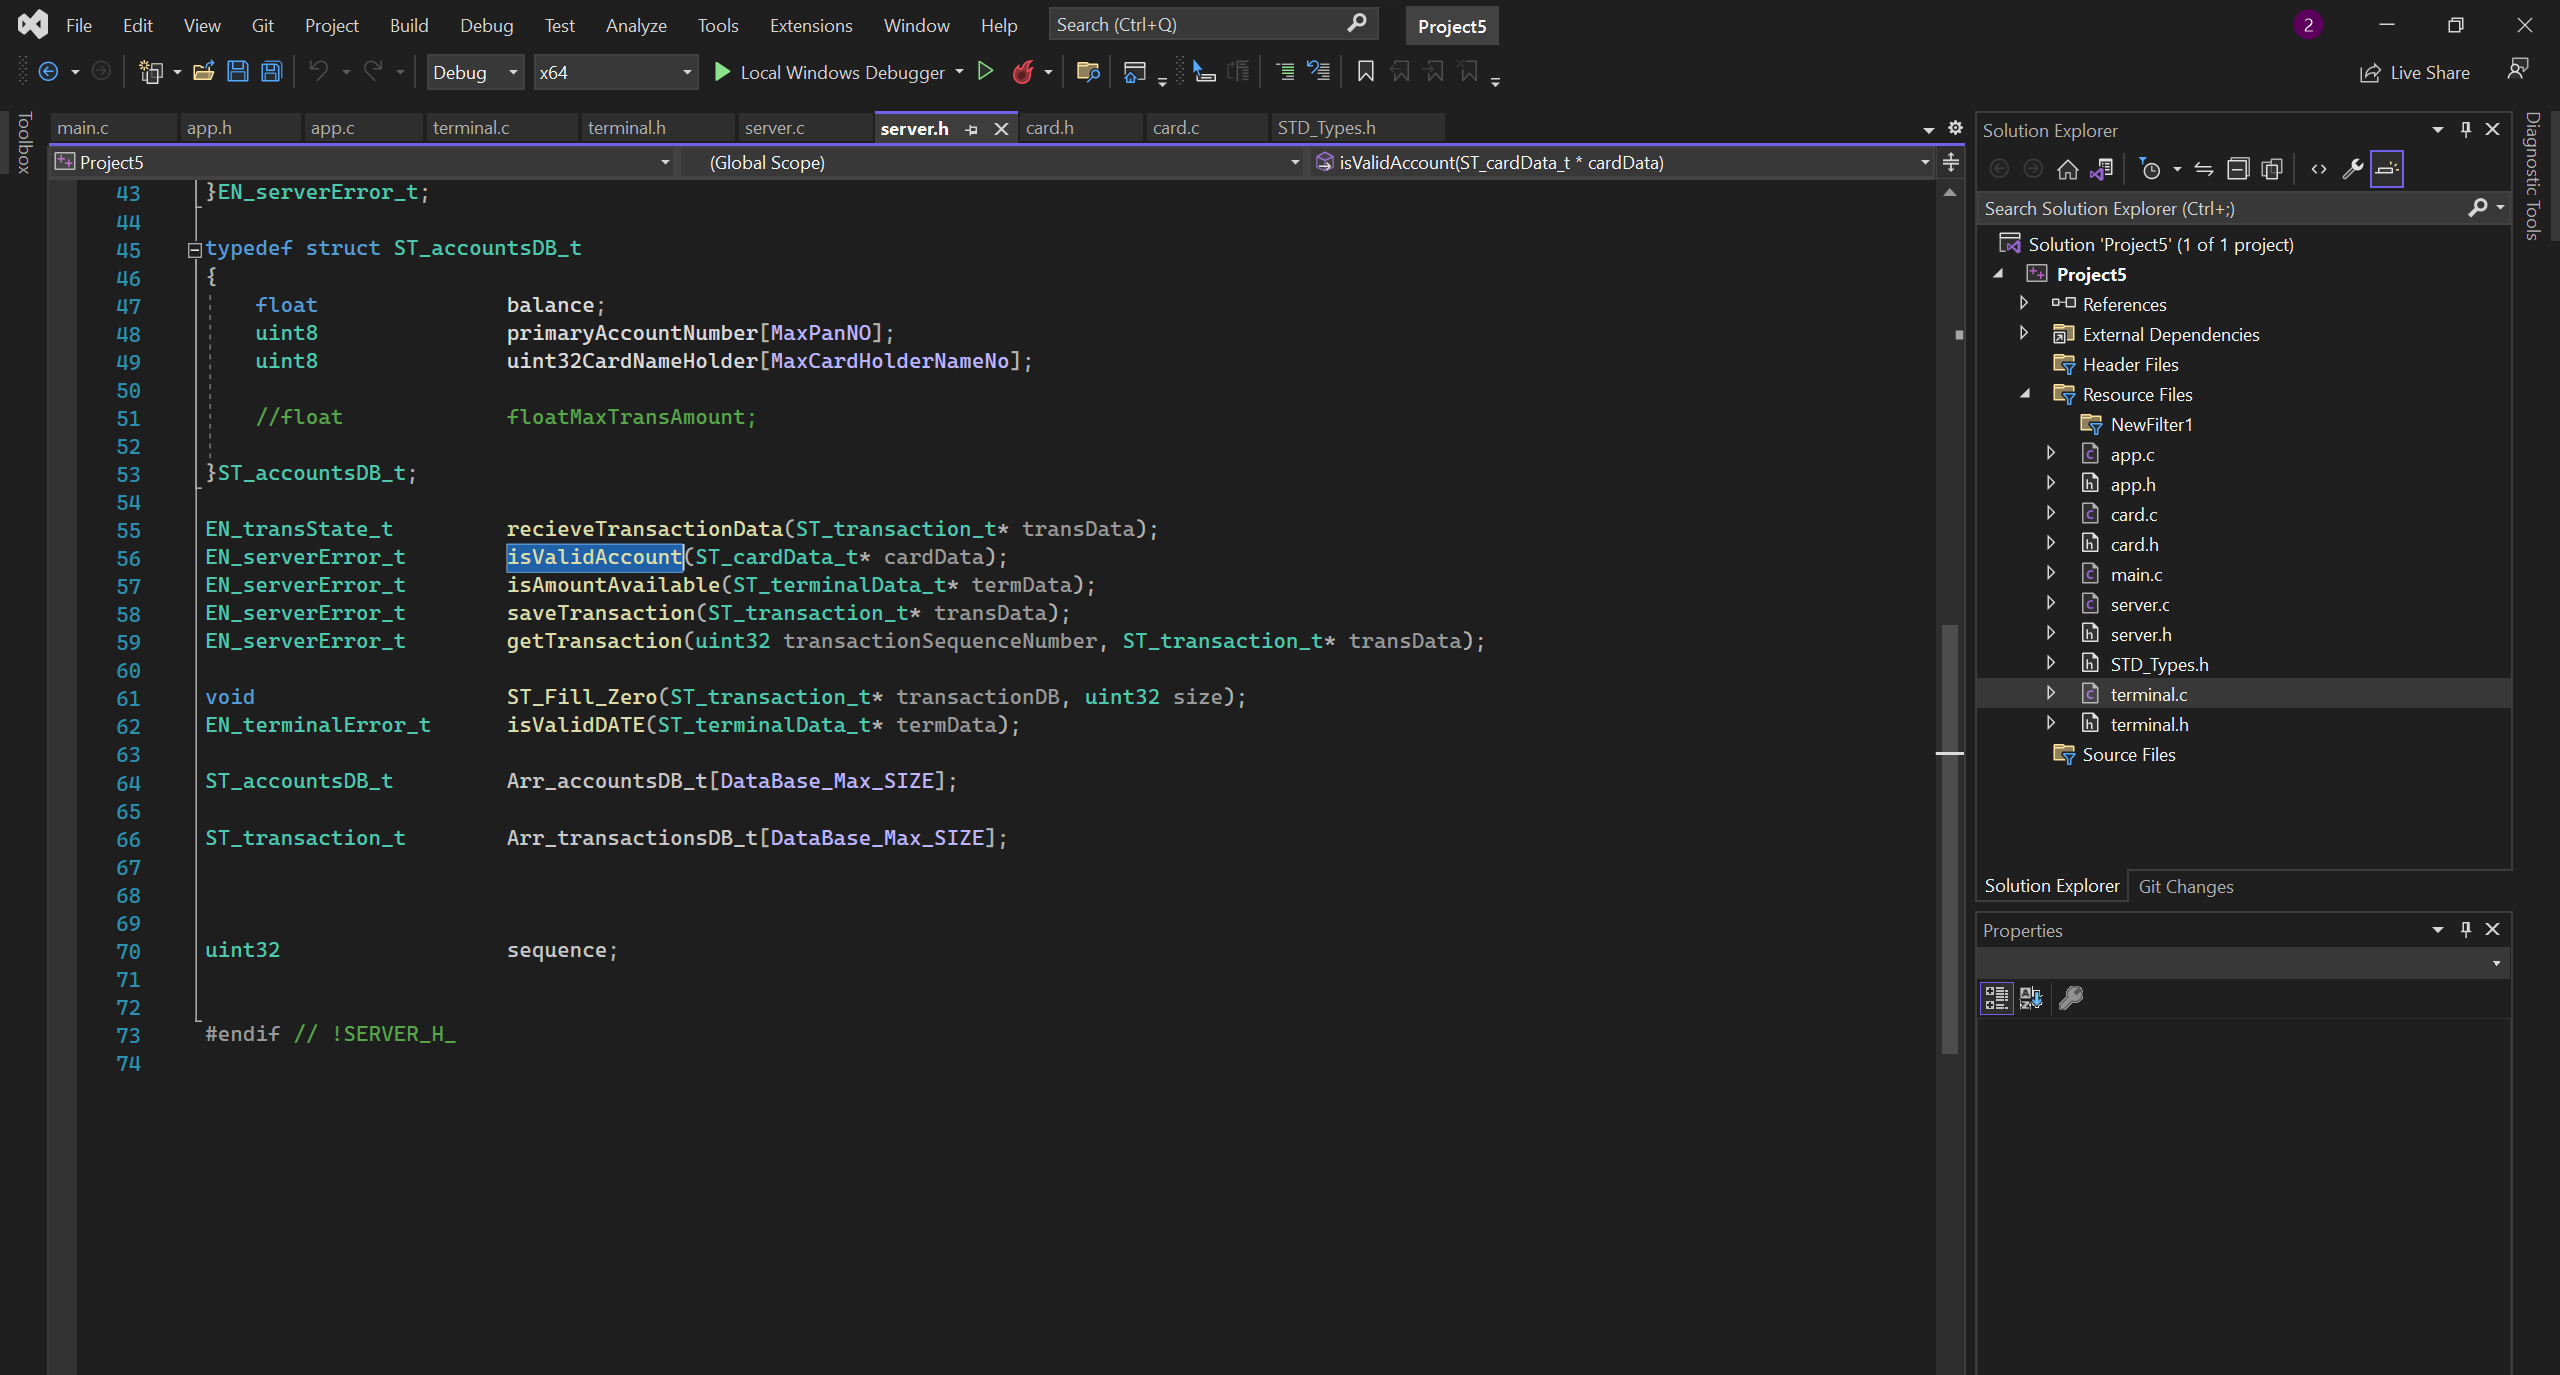 File Edit View Git Project Build Debug Test Analyze Tools Extensions Window Help Search (Ctrl+Q) Project5 2
Debug x64 Local Windows Debugger Live Share
Toolbox
main.c app.h app.c terminal.c terminal.h server.c server.h card.h card.c STD_Types.h
Project5 (Global Scope) isValidAccount(ST_cardData_t * cardData)
43 }EN_serverError_t;
44
45 typedef struct ST_accountsDB_t
46 {
47 float balance;
48 uint8 primaryAccountNumber[MaxPanNO];
49 uint8 uint32CardNameHolder[MaxCardHolderNameNo];
50
51 //float floatMaxTransAmount;
52
53 }ST_accountsDB_t;
54
55 EN_transState_t recieveTransactionData(ST_transaction_t* transData);
56 EN_serverError_t isValidAccount(ST_cardData_t* cardData);
57 EN_serverError_t isAmountAvailable(ST_terminalData_t* termData);
58 EN_serverError_t saveTransaction(ST_transaction_t* transData);
59 EN_serverError_t getTransaction(uint32 transactionSequenceNumber, ST_transaction_t* transData);
60
61 void ST_Fill_Zero(ST_transaction_t* transactionDB, uint32 size);
62 EN_terminalError_t isValidDATE(ST_terminalData_t* termData);
63
64 ST_accountsDB_t Arr_accountsDB_t[DataBase_Max_SIZE];
65
66 ST_transaction_t Arr_transactionsDB_t[DataBase_Max_SIZE];
67
68
69
70 uint32 sequence;
71
72
73 #endif // !SERVER_H_
74
Solution Explorer
Search Solution Explorer (Ctrl+;)
Solution 'Project5' (1 of 1 project)
Project5
References
External Dependencies
Header Files
Resource Files
NewFilter1
app.c
app.h
card.c
card.h
main.c
server.c
server.h
STD_Types.h
terminal.c
terminal.h
Source Files
Solution Explorer Git Changes
Properties
Diagnostic Tools